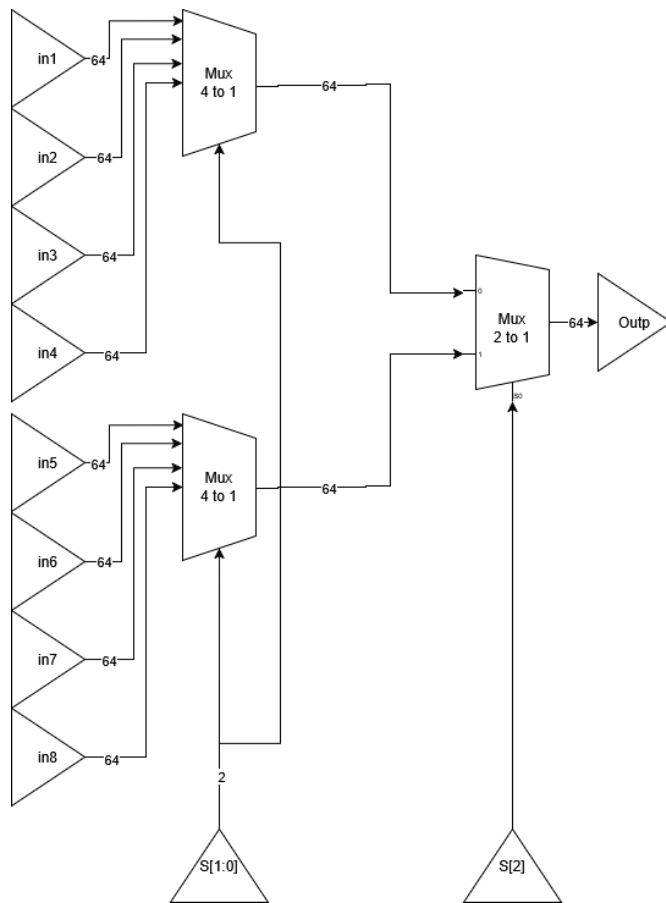 in1
64
in2
64
in3
64
in4
64
Mux
4 to 1
64
0
Mux
2 to 1
1
S0
64
Outp
in5
64
in6
64
in7
64
in8
64
Mux
4 to 1
64
2
S[1:0]
S[2]